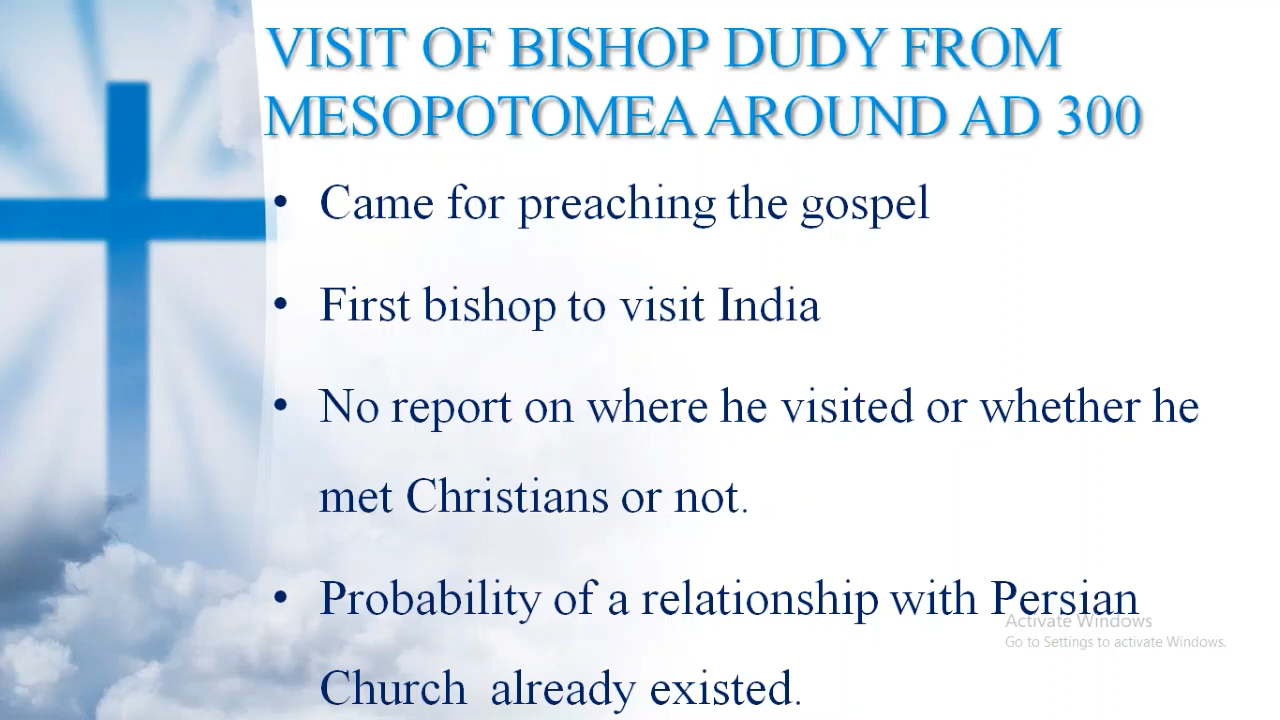 VISIT OF BISHOP DUDY FROM
MESOPOTOMEA AROUND AD 300
• Came for preaching the gospel
• First bishop to visit India
• No report on where he visited or whether he
met Christians or not.
• Probability of a relationship with Persian
Church already existed.
Activate Windows
Go to Settings to activate Windows.